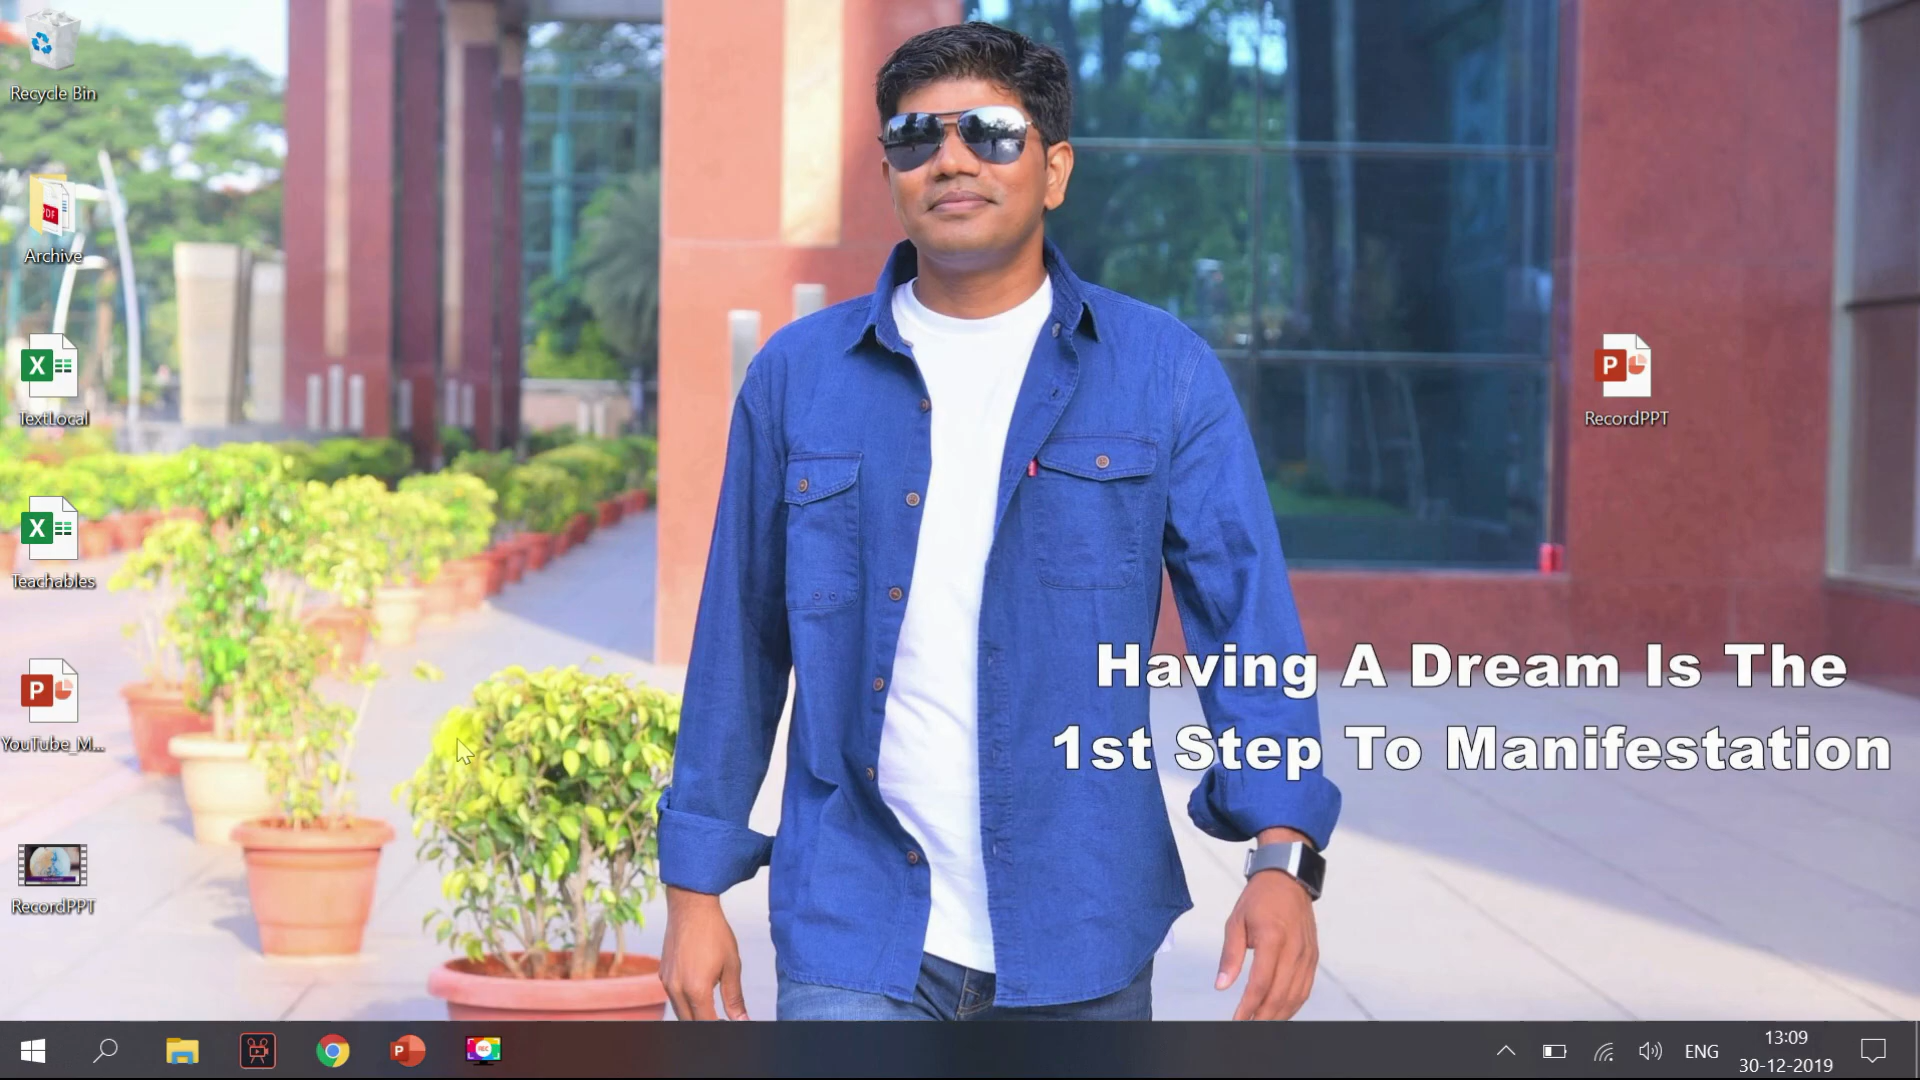 Recycle Bin
Archive
TextLocal
Teachables
YouTube_M...
RecordPPT
RecordPPT
Having A Dream Is The
1st Step To Manifestation
ENG
13:09
30-12-2019